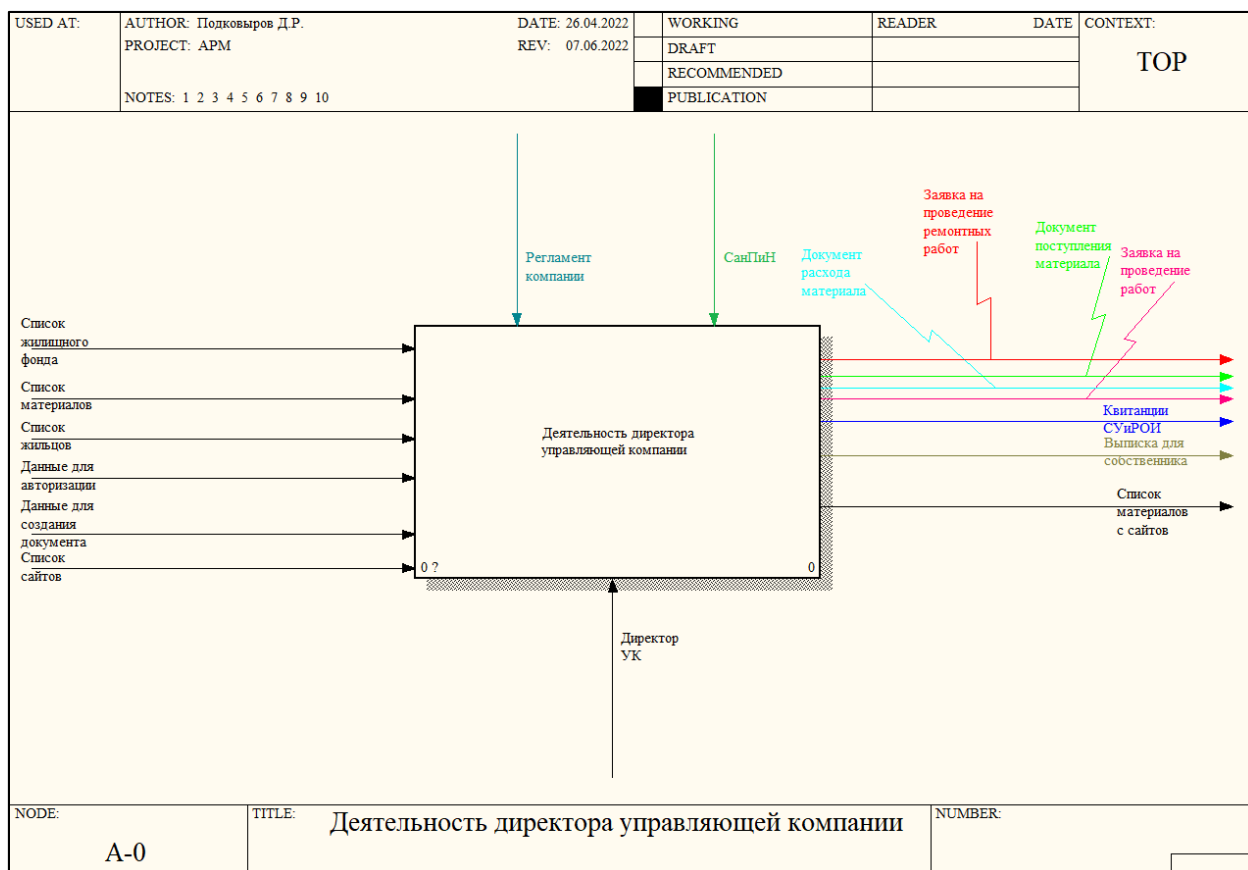 USED AT:
AUTHOR: Подковыров Д.Р.
DATE: 26.04.2022
PROJECT: АРМ
REV: 07.06.2022
NOTES: 1 2 3 4 5 6 7 8 9 10
WORKING
DRAFT
RECOMMENDED
PUBLICATION
READER
DATE
CONTEXT:
TOP
Регламент
компании
СанПиН
Документ
расхода
материала
Заявка на
проведение
ремонтных
работ
Документ
поступления
материала
Заявка на
проведение
работ
Список
жилищного
фонда
Список
материалов
Список
жильцов
Данные для
авторизации
Данные для
создания
документа
Список
сайтов
Деятельность директора
управляющей компании
0 ?
0
Квитанции
СУиРОИ
Выписка для
собственника
Список
материалов
с сайтов
Директор
УК
NODE:
A-0
TITLE:
Деятельность директора управляющей компании
NUMBER: